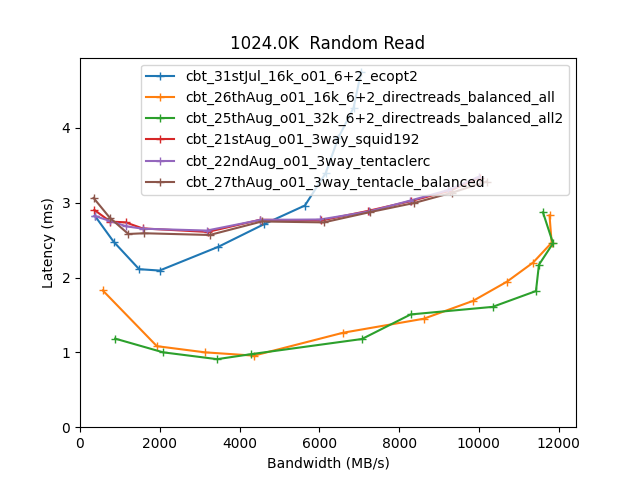 1024.0K  Random Read
cbt_31stJul_16k_o01_6+2_ecopt2
cbt_26thAug_o01_16k_6+2_directreads_balanced_all
cbt_25thAug_o01_32k_6+2_directreads_balanced_all2
cbt_21stAug_o01_3way_squid192
cbt_22ndAug_o01_3way_tentaclerc
cbt_27thAug_o01_3way_tentacle_balanced
Latency (ms)
4
3
2
1
0
0 2000 4000 6000 8000 10000 12000
Bandwidth (MB/s)